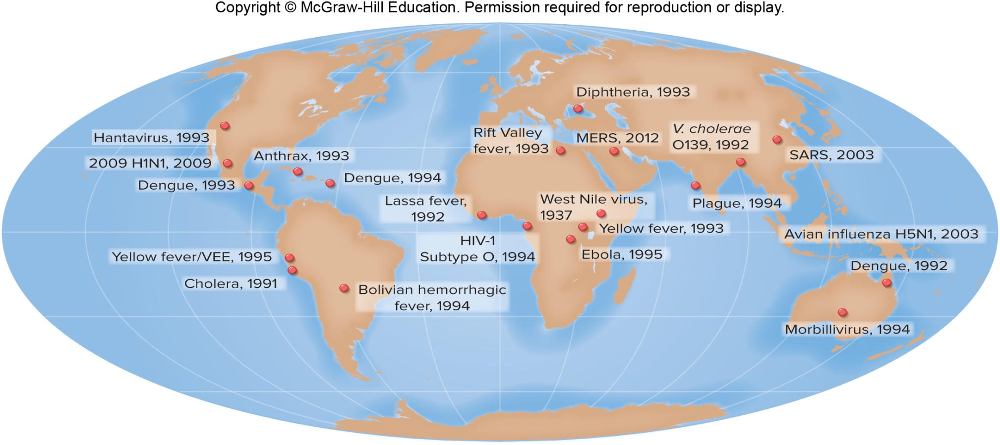 Copyright © McGraw-Hill Education. Permission required for reproduction or display.
Diphtheria, 1993
Hantavirus, 1993
Rift Valley
fever, 1993
MERS, 2012
V. cholerae
O139, 1992
SARS, 2003
2009 H1N1, 2009
Anthrax, 1993
Dengue, 1993
Dengue, 1994
Lassa fever,
1992
West Nile virus,
1937
Plague, 1994
Yellow fever, 1993
Avian influenza H5N1, 2003
HIV-1
Subtype O, 1994
Ebola, 1995
Yellow fever/VEE, 1995
Dengue, 1992
Cholera, 1991
Bolivian hemorrhagic
fever, 1994
Morbillivirus, 1994